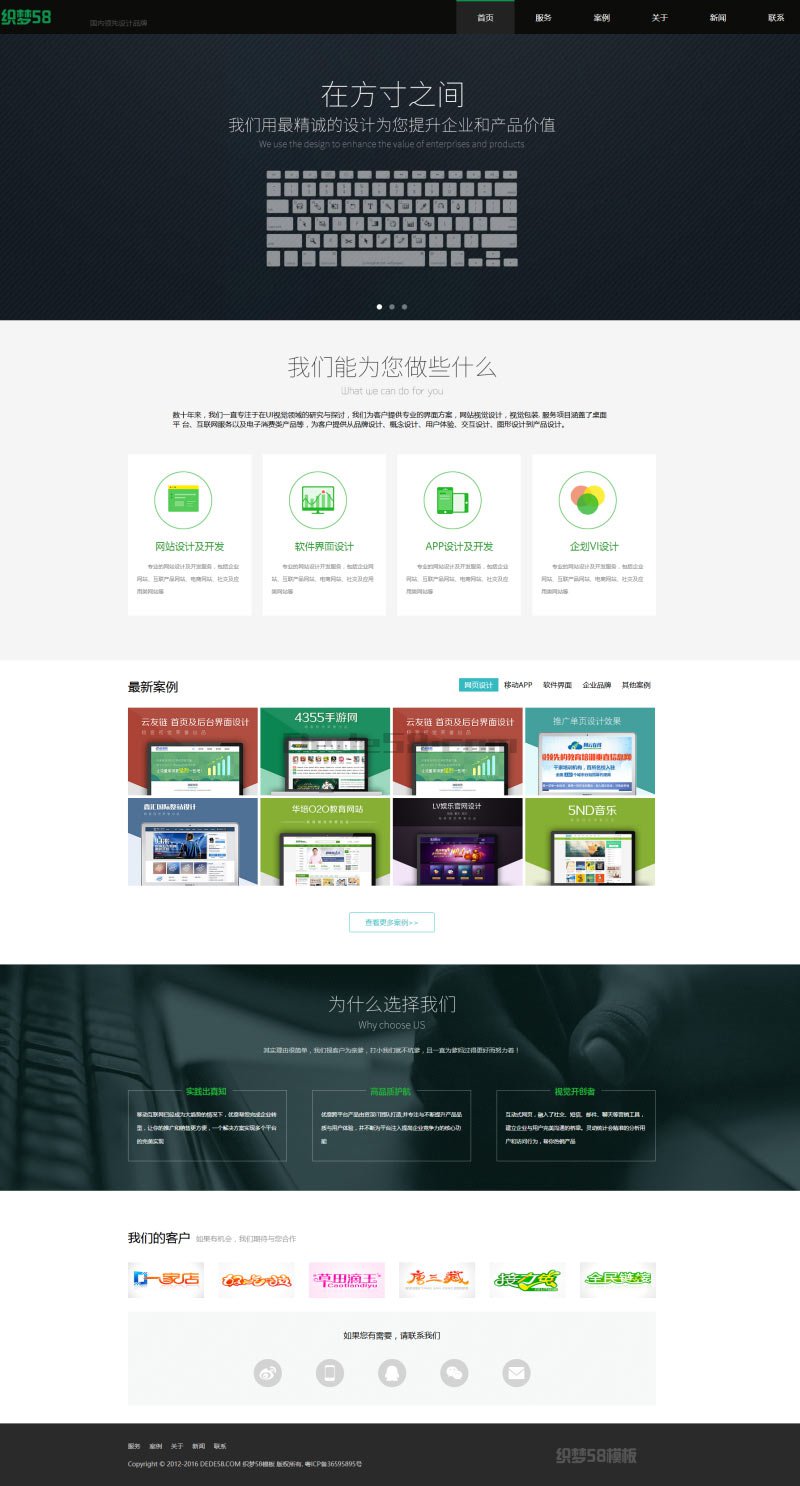 织梦58
国内领先设计品牌
首页
服务
案例
关于
新闻
联系
在方寸之间
我们用最精诚的设计为您提升企业和产品价值
We use the design to enhance the value of enterprises and products
我们能为您做些什么
What we can do for you
数十年来，我们一直专注于在UI视觉领域的研究与探讨，我们为客户提供专业的界面方案，网站视觉设计，视觉包装. 服务项目涵盖了桌面
平 台、互联网服务以及电子消费类产品等，为客户提供从品牌设计、概念设计、用户体验、交互设计、图形设计到产品设计。
网站设计及开发
专业的网站设计开发服务，包括企业
网站、互联产品网站、电商网站、社交及应
用类网站等
软件界面设计
专业的网站设计开发服务，包括企业网
站、互联产品网站、电商网站、社交及应用
类网站等
APP设计及开发
专业的网站设计开发服务，包括企业
网站、互联产品网站、电商网站、社交及应
用类网站等
企划VI设计
专业的网站设计开发服务，包括企业网
站、互联产品网站、电商网站、社交及应用
类网站等
最新案例
网页设计
移动APP
软件界面
企业品牌
其他案例
云友链 首页及后台界面设计
4355手游网
云友链 首页及后台界面设计
推广单页设计效果
鑫汇国际整站设计
华培O2O教育网站
LV娱乐官网设计
5ND音乐
查看更多案例>>
为什么选择我们
Why choose US
其实理由很简单，我们视客户为亲爹，打小我们就不坑爹，且一直为爹妈过得更好而努力着！
实践出真知
移动互联网日益成为大趋势的情况下，优意帮您完成企业转
型，让你的推广和销售更方便，一个解决方案实现多个平台
的完美实现
高品质护航
优意跨平台产品由资深IT团队打造,并专注与不断提升产品品
质与用户体验，并不断为平台注入提高企业竞争力的核心功
能
视觉开创者
互动式网页，融入了社交、短信、邮件、聊天等营销工具，
建立企业与用户完美沟通的桥梁。灵动统计会精准的分析用
户和访问行为，帮你热销产品
我们的客户 如果有机会，我们期待与您合作
一家店
草田滴玉
Caotiandiyu
唐三藏
接力兔
全民链接
如果您有需要，请联系我们
服务 案例 关于 新闻 联系
Copyright © 2012-2016 DEDE58.COM 织梦58模板 版权所有. 粤ICP备36595895号
织梦58模板